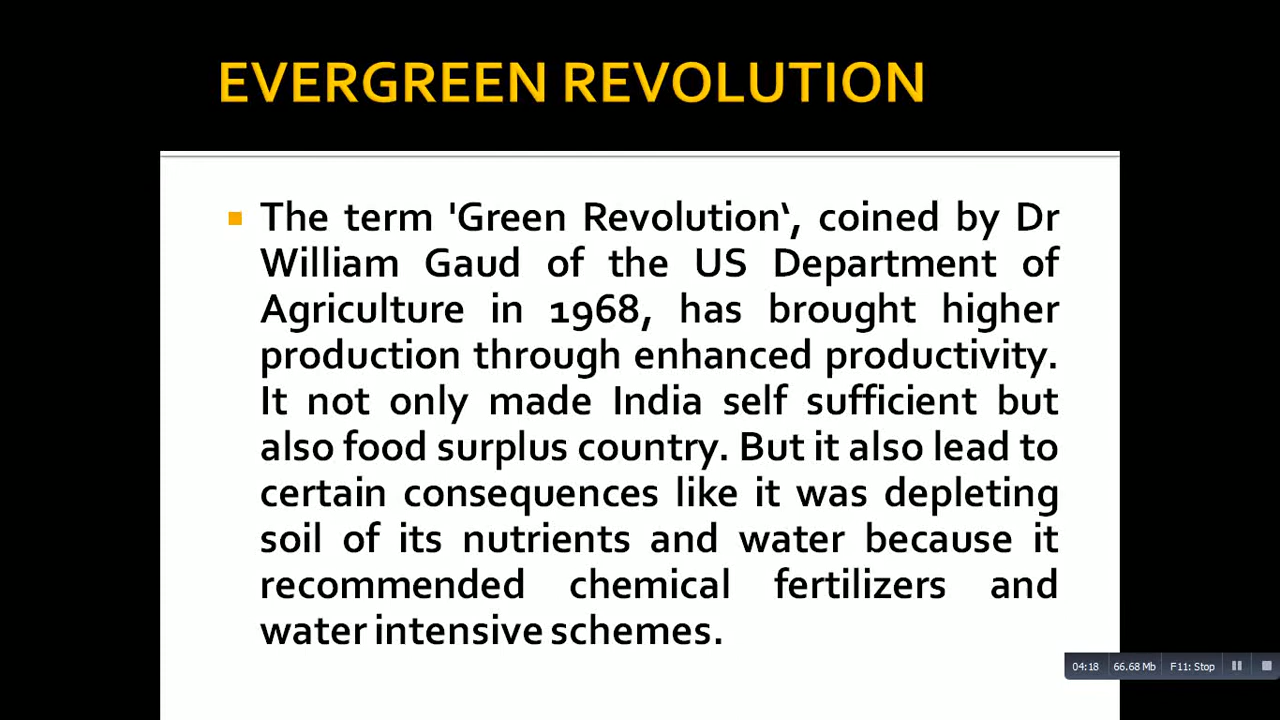 EVERGREEN REVOLUTION
The term 'Green Revolution‘, coined by Dr
William Gaud of the US Department of
Agriculture in 1968, has brought higher
production through enhanced productivity.
It not only made India self sufficient but
also food surplus country. But it also lead to
certain consequences like it was depleting
soil of its nutrients and water because it
recommended chemical fertilizers and
water intensive schemes.
04:18 66.68 Mb F11: Stop